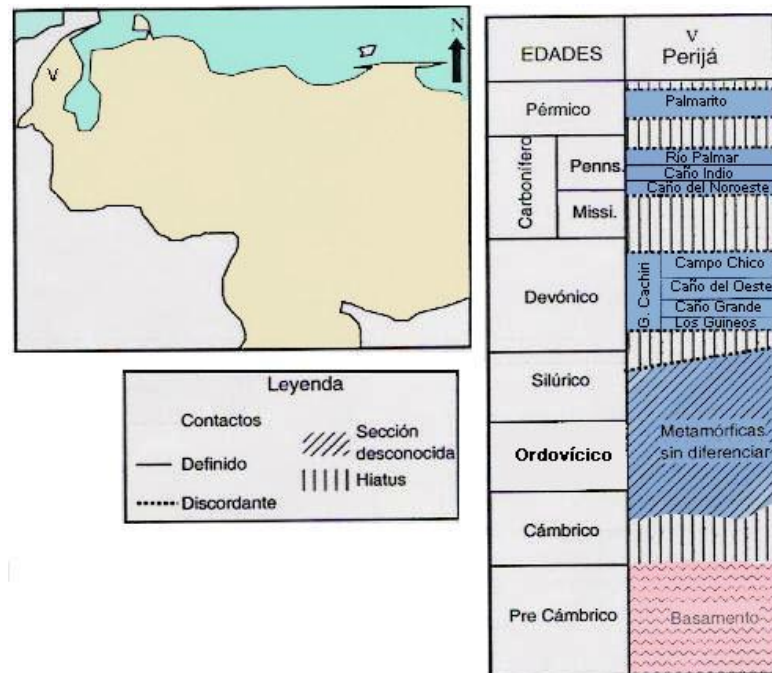 N
V
Leyenda
Contactos
Definido
Discordante
Sección
desconocida
Hiatus
EDADES
V
Perijá
Pérmico
Palmarito
Carbonífero
Penns.
Missi.
Río Palmar
Caño Indio
Caño del Noroeste
Devónico
G. Cachiri
Campo Chico
Caño del Oeste
Caño Grande
Los Guineos
Silúrico
Ordovícico
Metamórficas
sin diferenciar
Cámbrico
Pre Cámbrico
Basamento